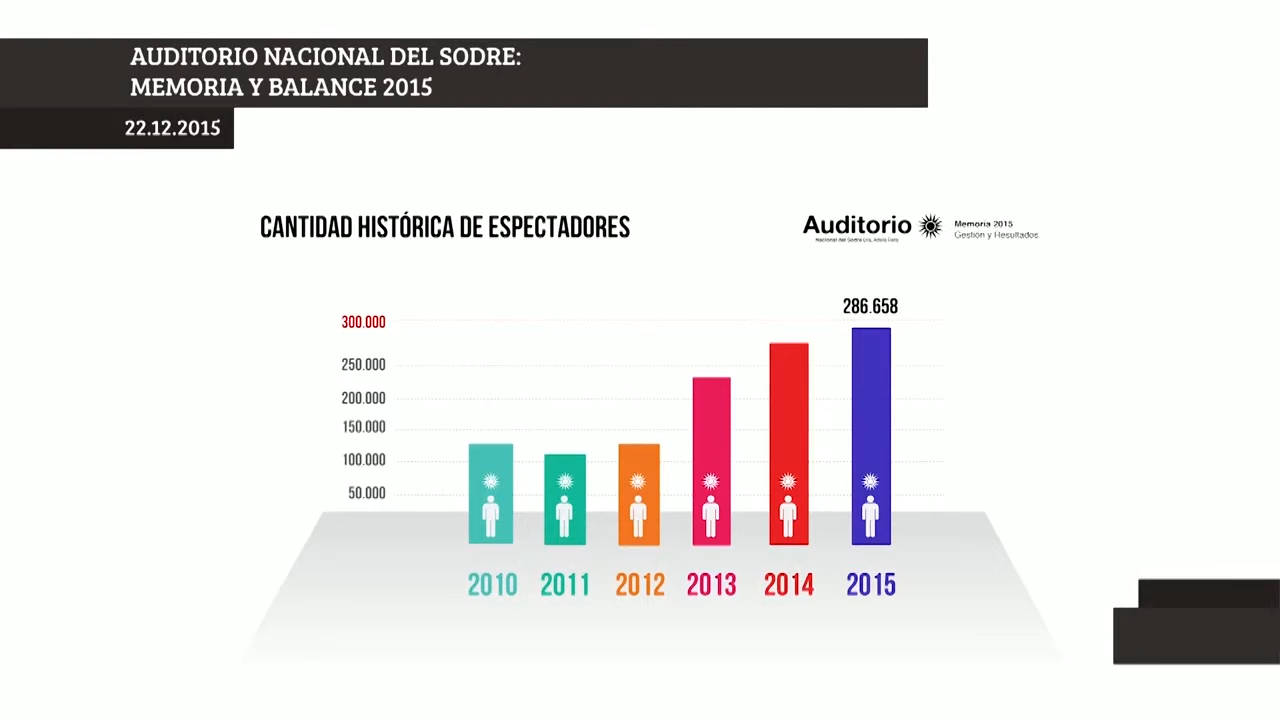 AUDITORIO NACIONAL DEL SODRE:
MEMORIA Y BALANCE 2015
22.12.2015
CANTIDAD HISTÓRICA DE ESPECTADORES
Auditorio
Memoria 2015
Gestión y Resultados
286.658
300.000
250.000
200.000
150.000
100.000
50.000
2010 2011 2012 2013 2014 2015